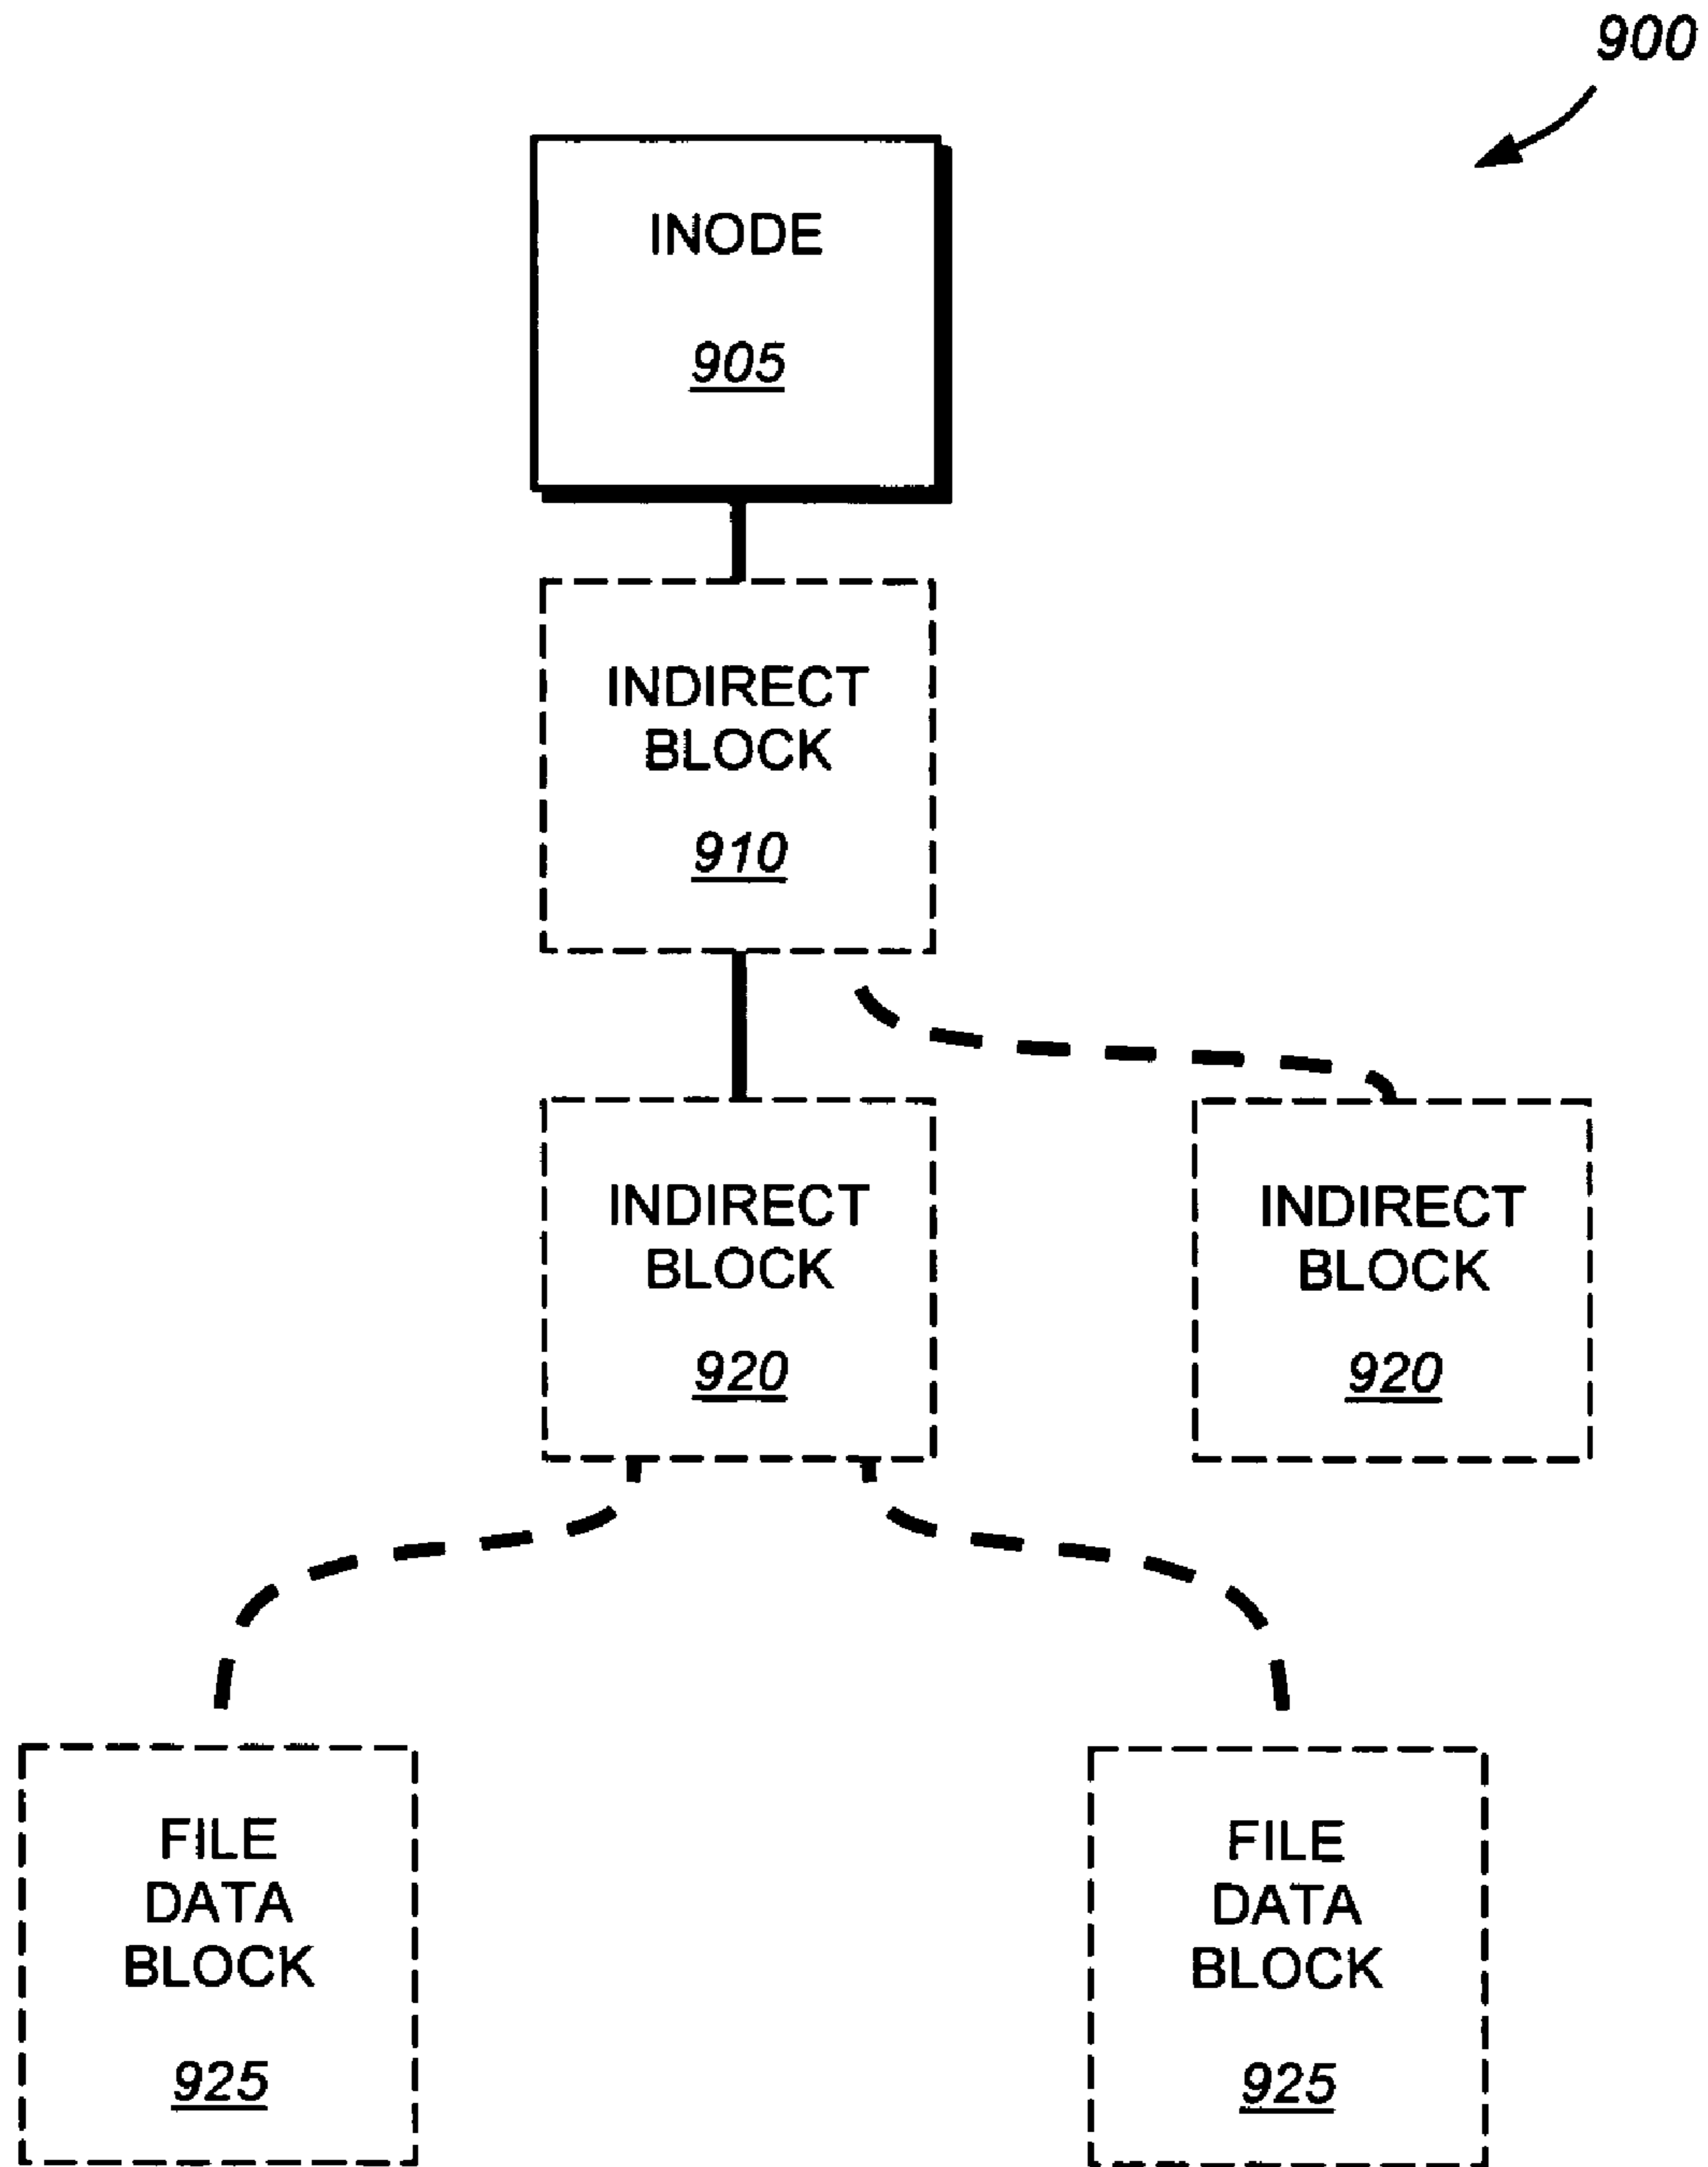 900
INODE
905
INDIRECT
BLOCK
910
INDIRECT
BLOCK
920
INDIRECT
BLOCK
920
FILE
DATA
BLOCK
925
FILE
DATA
BLOCK
925